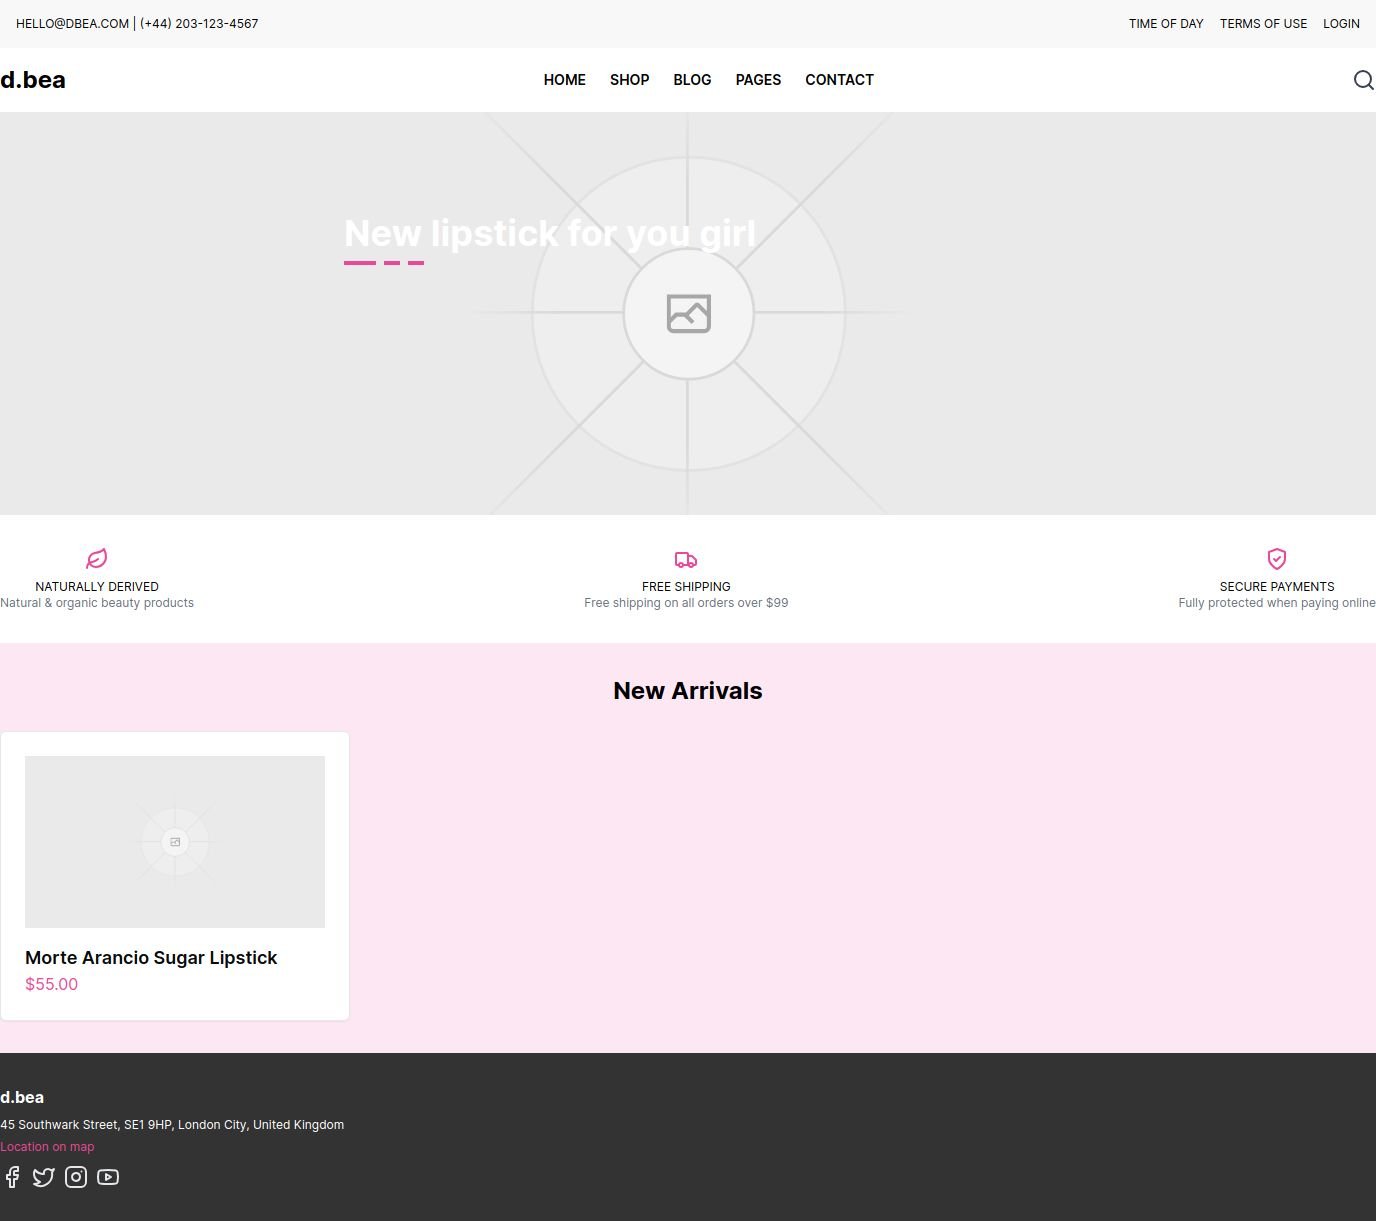 HELLO@DBEA.COM | (+44) 203-123-4567
TIME OF DAY TERMS OF USE LOGIN
d.bea
HOME SHOP BLOG PAGES CONTACT
New lipstick for you girl
NATURALLY DERIVED
Natural & organic beauty products
FREE SHIPPING
Free shipping on all orders over $99
SECURE PAYMENTS
Fully protected when paying online
New Arrivals
Morte Arancio Sugar Lipstick
$55.00
d.bea
45 Southwark Street, SE1 9HP, London City, United Kingdom
Location on map